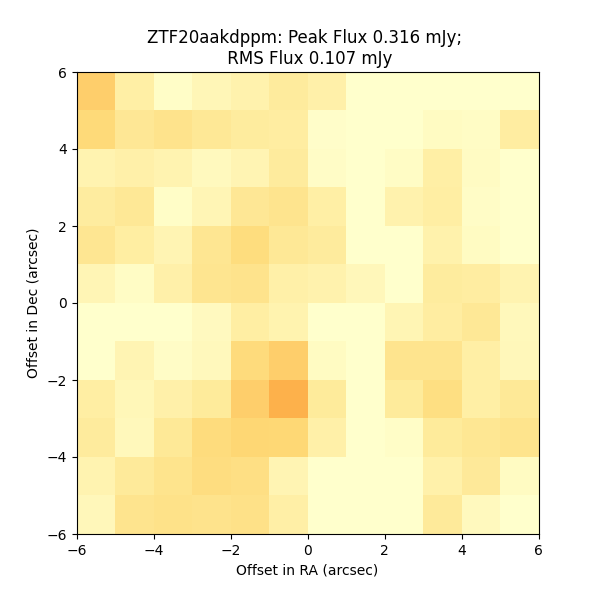 ZTF20aakdppm: Peak Flux 0.316 mJy;
RMS Flux 0.107 mJy
6
4
2
0
−2
−4
−6
Offset in Dec (arcsec)
−6 −4 −2 0 2 4 6
Offset in RA (arcsec)